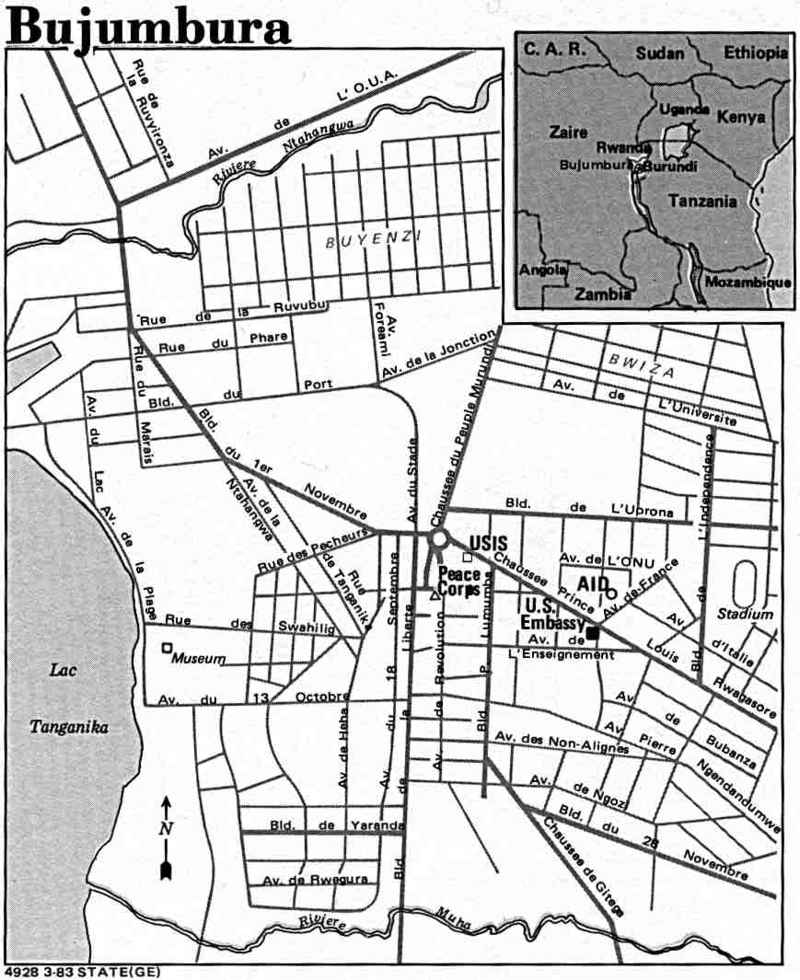 Bujumbura
C. A. R.
Sudan
Ethiopia
Uganda
Kenya
Zaire
Rwanda
Bujumbura
Burundi
Tanzania
Angola
Zambia
Mozambique
Rue de la Ruvyironza
Av. de L' O.U.A.
Riviere Ntahangwa
BUYENZI
Rue de la Ruvubu
Av. Foreami
Rue du Phare
Av. de la Jonction
Rue du Marais
Bld. du Port
Av. du Lac
Bld. du 1er Novembre
Av. du Stade
Chaussee du Peuple Murundi
BWIZA
Av. de L'Universite
Bld. de L'Uprona
Bld. de L'Independence
Av. de la Plage
Ntahangwa
Av. de la
Rue des Pecheurs
Rue de Tanganika
USIS
Chaussee Prince Louis Rwagasore
Av. de L'ONU
AID
Av. de France
Peace Corps
U.S. Embassy
Av. d'Italie
Stadium
Av. de L'Enseignement
Rue des Swahilig
Museum
Av. du 18 Septembre
Bld. de la Liberte
Av. de Revolution
Bld. P. Lumumba
Lac Tanganika
Av. du 13 Octobre
Av. de Heha
Av. de Bubanza
Av. Pierre Ngendandumwe
Av. des Non-Alignes
Av. de Ngozi
Bld. du 28 Novembre
Chaussee de Gitega
N
Bld. de Yaranda
Av. de Rwegura
Riviere Muha
4928 3-83 STATE(GE)